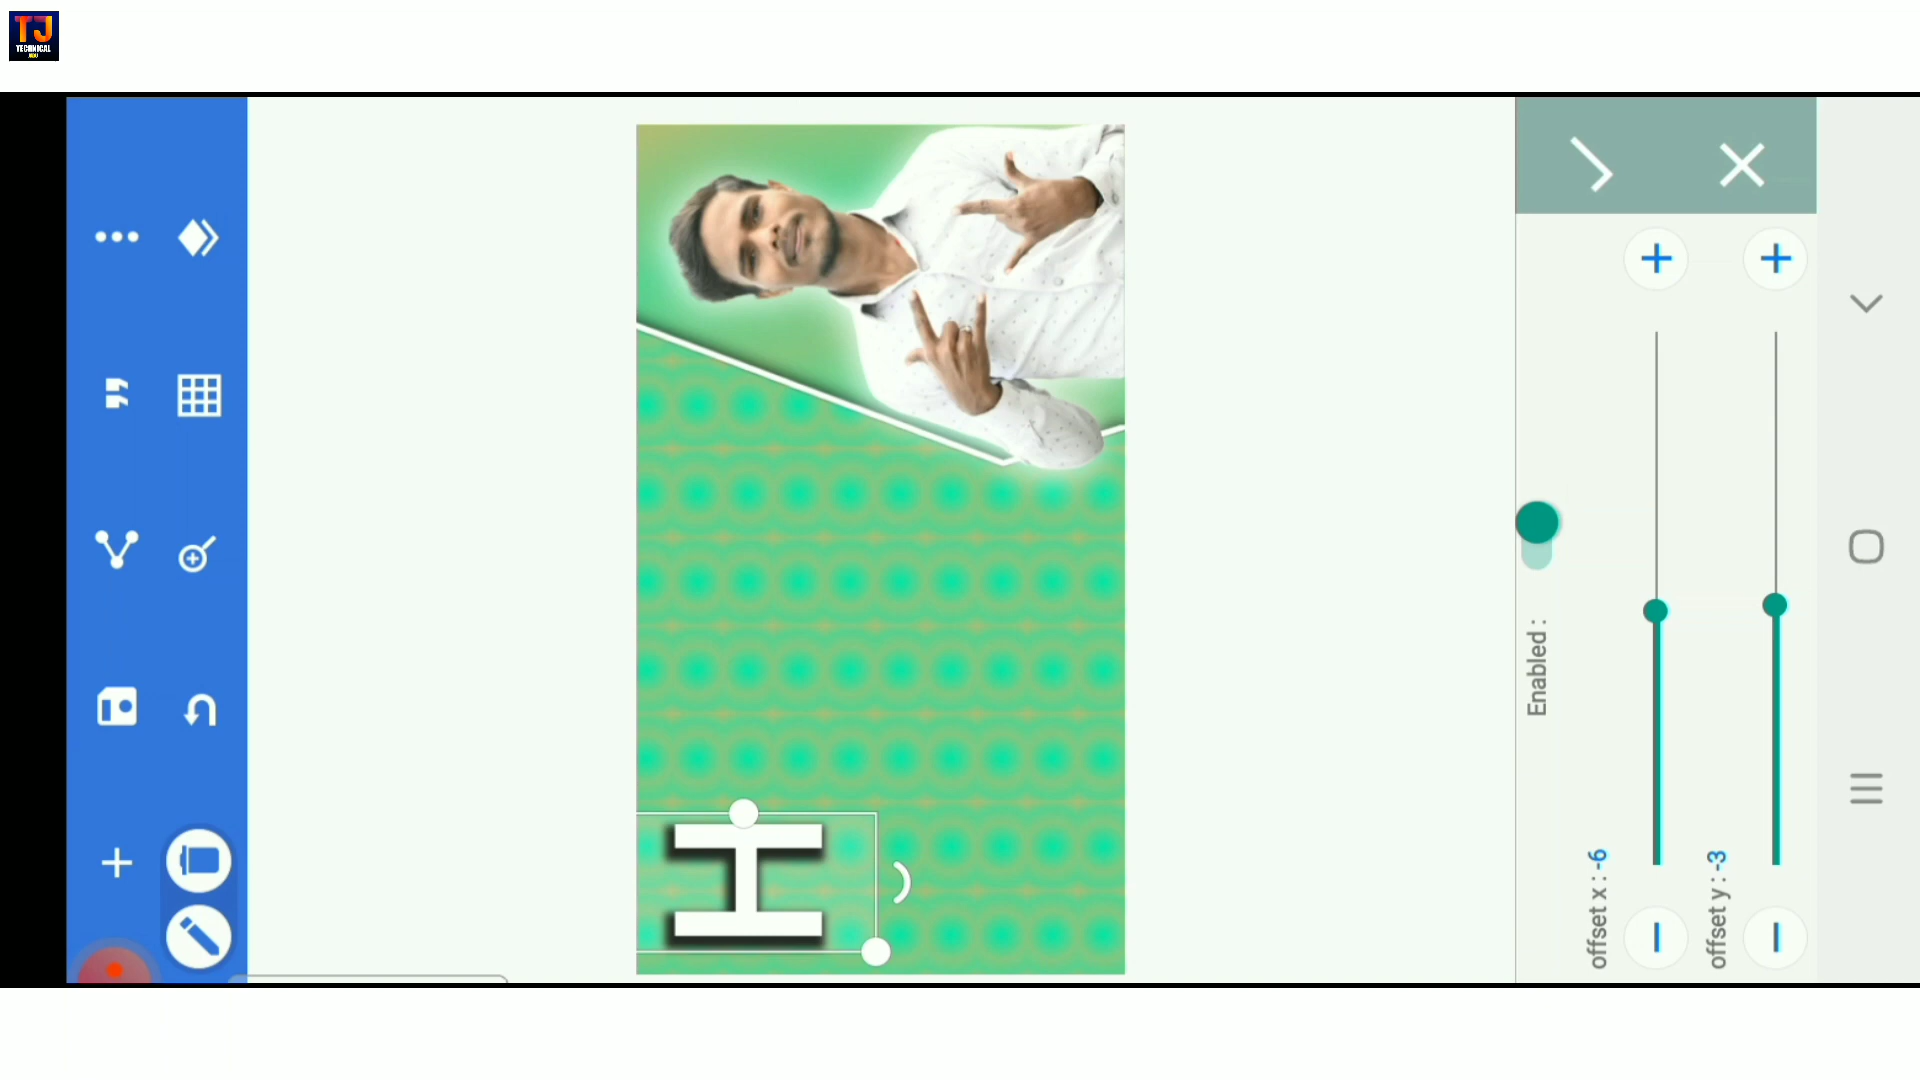 TJ
TECHNICAL
H
Enabled :
offset x : -6
offset y : -3